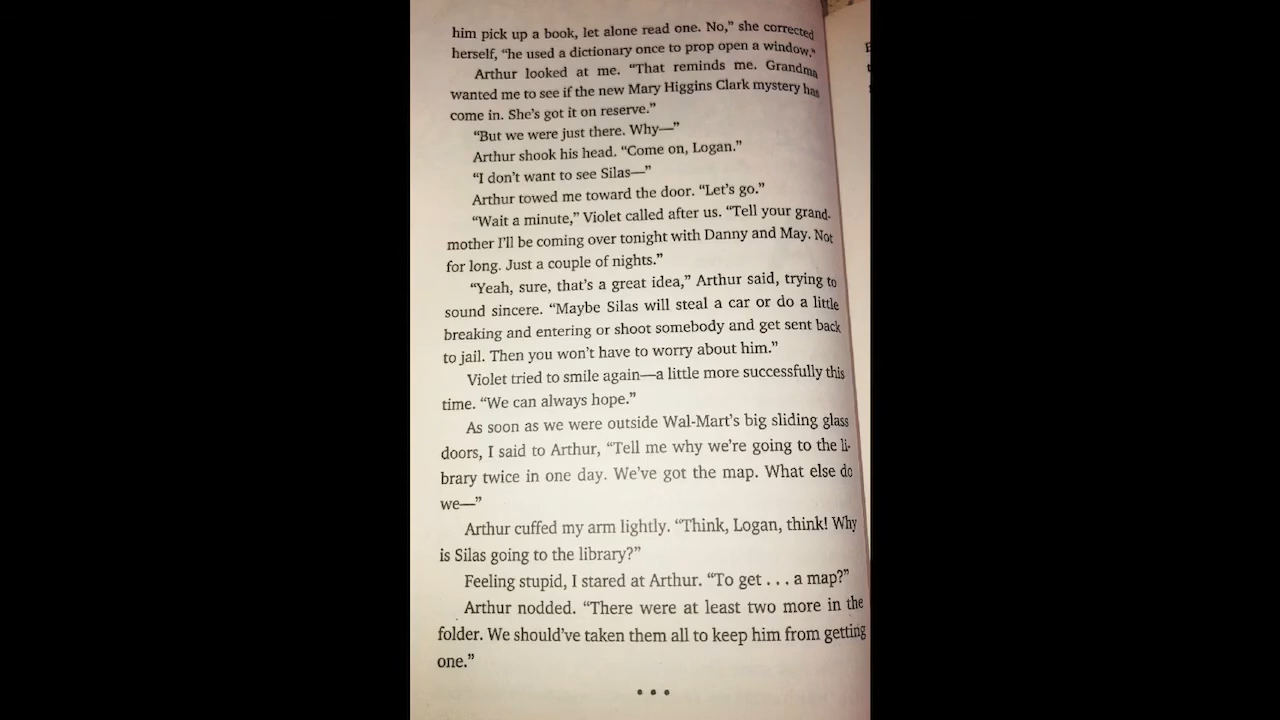 him pick up a book, let alone read one. No,” she corrected
herself, “he used a dictionary once to prop open a window.”
Arthur looked at me. “That reminds me. Grandma
wanted me to see if the new Mary Higgins Clark mystery has
come in. She’s got it on reserve.”
“But we were just there. Why—”
Arthur shook his head. “Come on, Logan.”
“I don’t want to see Silas—”
Arthur towed me toward the door. “Let’s go.”
“Wait a minute,” Violet called after us. “Tell your grand-
mother I’ll be coming over tonight with Danny and May. Not
for long. Just a couple of nights.”
“Yeah, sure, that’s a great idea,” Arthur said, trying to
sound sincere. “Maybe Silas will steal a car or do a little
breaking and entering or shoot somebody and get sent back
to jail. Then you won’t have to worry about him.”
Violet tried to smile again—a little more successfully this
time. “We can always hope.”
As soon as we were outside Wal-Mart’s big sliding glass
doors, I said to Arthur, “Tell me why we’re going to the li-
brary twice in one day. We’ve got the map. What else do
we—”
Arthur cuffed my arm lightly. “Think, Logan, think! Why
is Silas going to the library?”
Feeling stupid, I stared at Arthur. “To get . . . a map?”
Arthur nodded. “There were at least two more in the
folder. We should’ve taken them all to keep him from getting
one.”
• • •